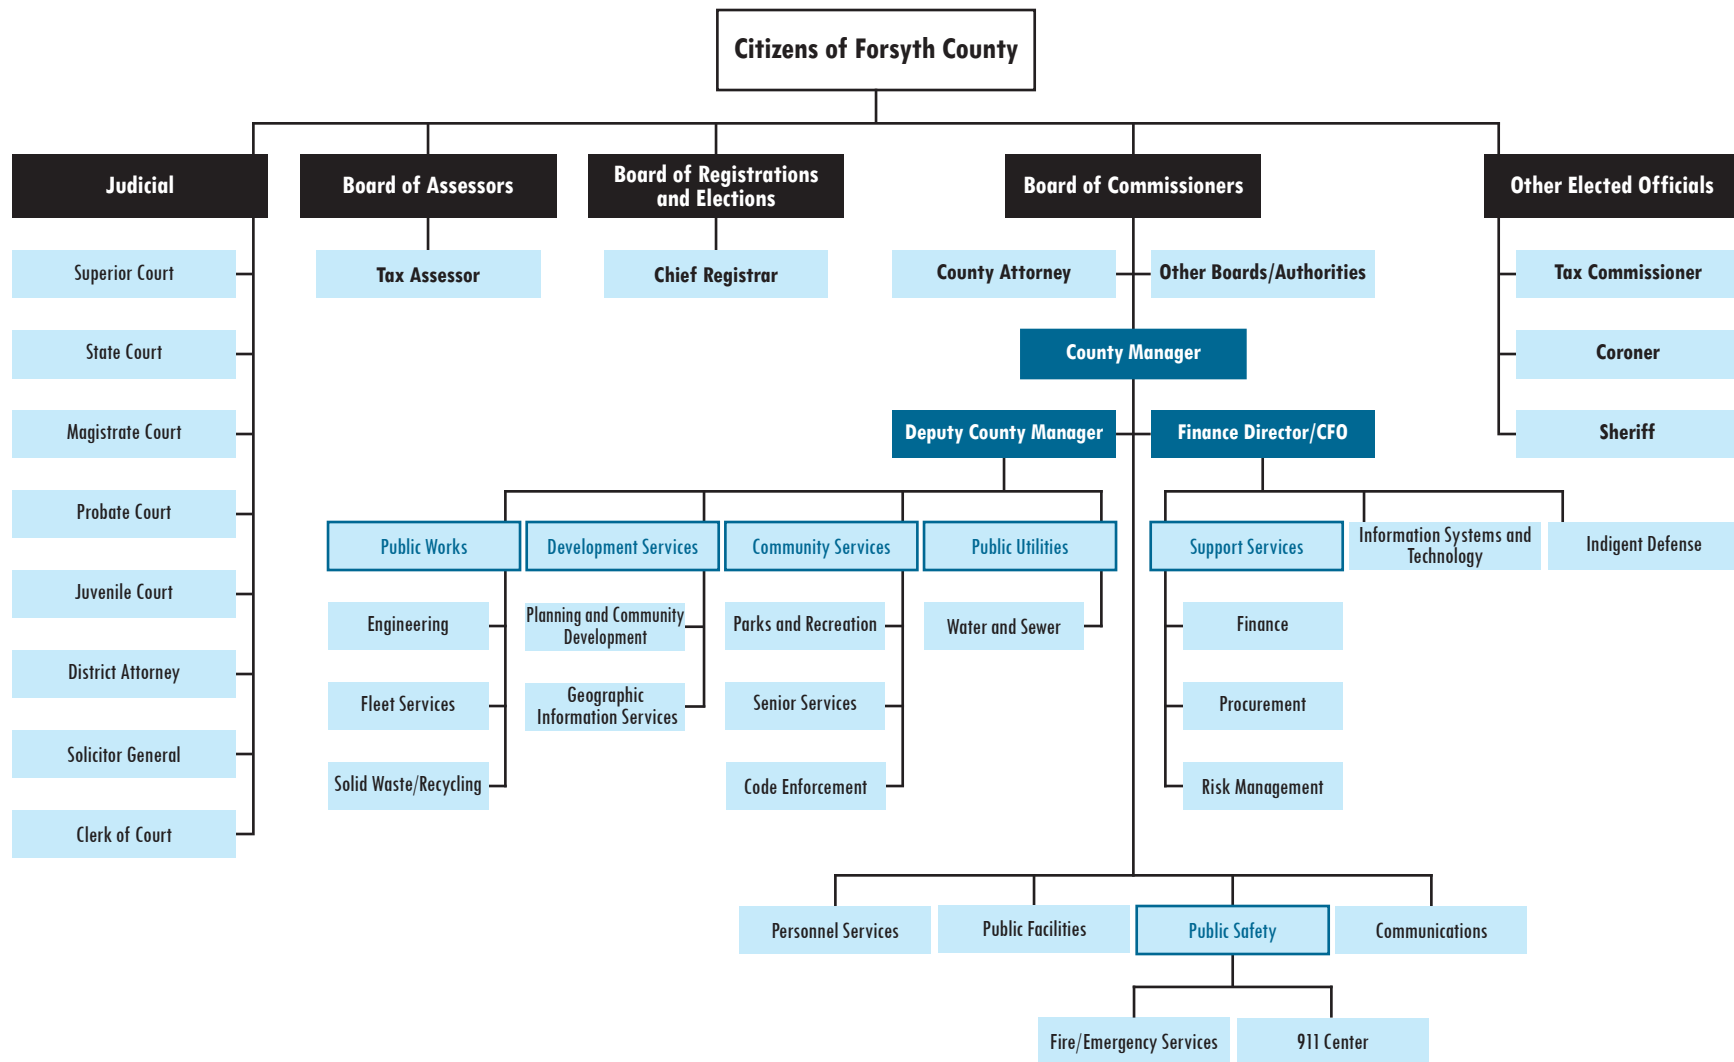 Citizens of Forsyth County
Judicial
Board of Assessors
Board of Registrations
and Elections
Board of Commissioners
Other Elected Officials
Superior Court
Tax Assessor
Chief Registrar
County Attorney
Other Boards/Authorities
Tax Commissioner
State Court
County Manager
Coroner
Magistrate Court
Deputy County Manager
Finance Director/CFO
Sheriff
Probate Court
Public Works
Development Services
Community Services
Public Utilities
Support Services
Information Systems and
Technology
Indigent Defense
Juvenile Court
Engineering
Planning and Community
Development
Parks and Recreation
Water and Sewer
Finance
District Attorney
Fleet Services
Geographic
Information Services
Senior Services
Procurement
Solicitor General
Solid Waste/Recycling
Code Enforcement
Risk Management
Clerk of Court
Personnel Services
Public Facilities
Public Safety
Communications
Fire/Emergency Services
911 Center